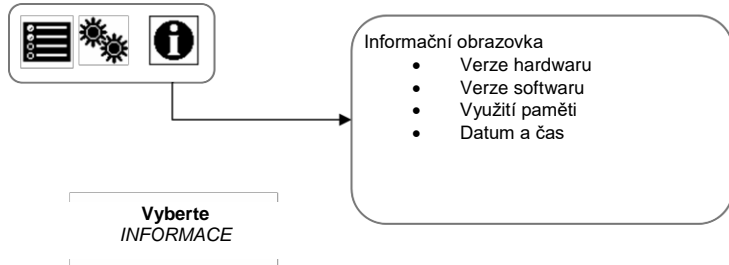 Informační obrazovka
• Verze hardwaru
• Verze softwaru
• Využití paměti
• Datum a čas
Vyberte
INFORMACE